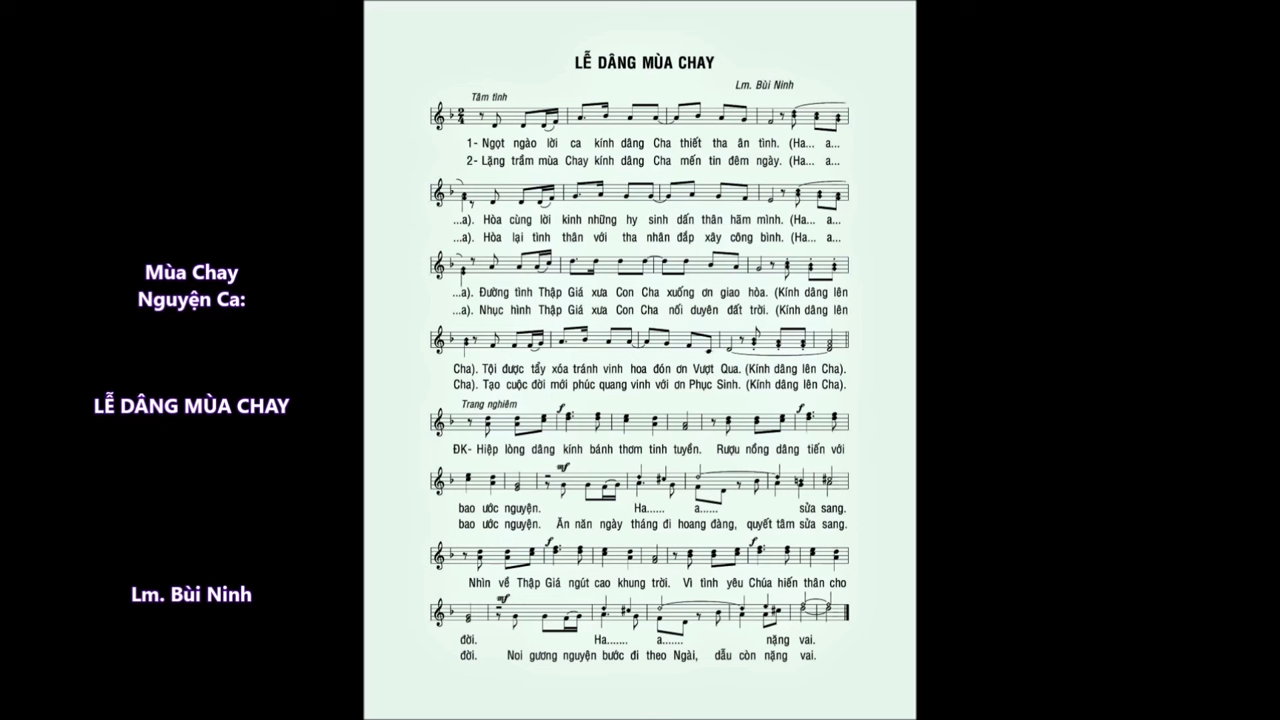 Mùa Chay
Nguyện Ca:
LỄ DÂNG MÙA CHAY
Lm. Bùi Ninh
LỄ DÂNG MÙA CHAY
Lm. Bùi Ninh
Tâm tình
1- Ngọt ngào lời ca kính dâng Cha thiết tha ân tình. (Ha... a...
2- Lặng trầm mùa Chay kính dâng Cha mến tin đêm ngày. (Ha... a...
...a). Hòa cùng lời kinh những hy sinh dấn thân hãm mình. (Ha... a...
...a). Hòa lại tình thân với tha nhân đắp xây công bình. (Ha... a...
...a). Đường tình Thập Giá xưa Con Cha xuống ơn giao hòa. (Kính dâng lên
...a). Nhục hình Thập Giá xưa Con Cha nối duyên đất trời. (Kính dâng lên
Cha). Tội được tẩy xóa tránh vinh hoa đón ơn Vượt Qua. (Kính dâng lên Cha).
Cha). Tạo cuộc đời mới phúc quang vinh với ơn Phục Sinh. (Kính dâng lên Cha).
Trang nghiêm
f
f
ĐK- Hiệp lòng dâng kính bánh thơm tinh tuyền. Rượu nồng dâng tiến với
mf
bao ước nguyện. Ha...... a...... sửa sang.
bao ước nguyện. Ăn năn ngày tháng đi hoang đàng, quyết tâm sửa sang.
f
f
Nhìn về Thập Giá ngút cao khung trời. Vì tình yêu Chúa hiến thân cho
mf
đời. Ha....... a....... nặng vai.
đời. Noi gương nguyện bước đi theo Ngài, dẫu còn nặng vai.